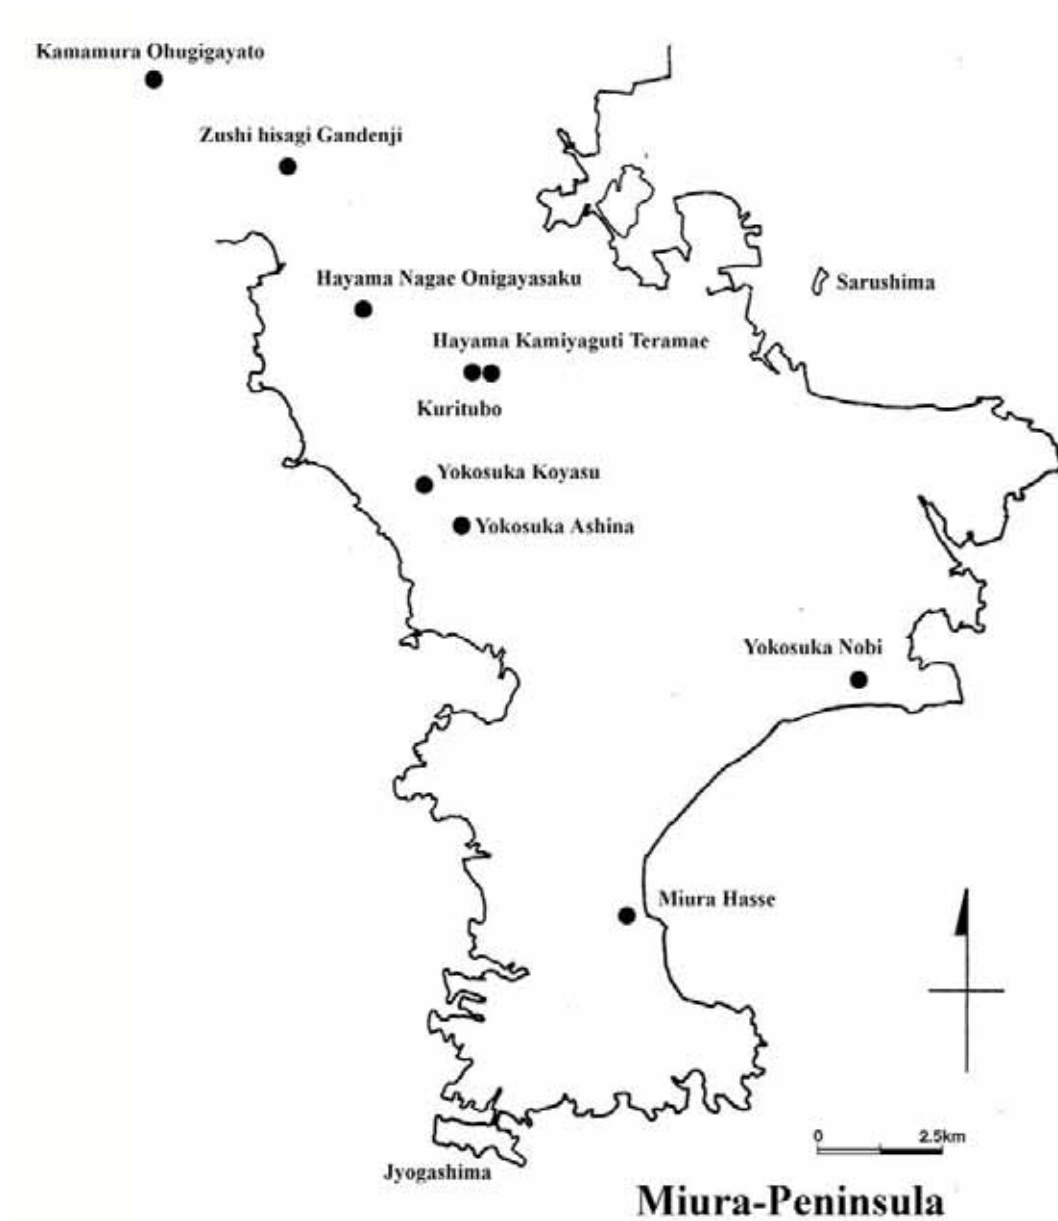 Kamamura Ohugigayato
Zushi hisagi Gandenji
Hayama Nagae Onigayasaku
Sarushima
Hayama Kamiyaguti Teramae
Kuritubo
Yokosuka Koyasu
Yokosuka Ashina
Yokosuka Nobi
Miura Hasse
0 2.5km
Jyogashima
Miura-Peninsula